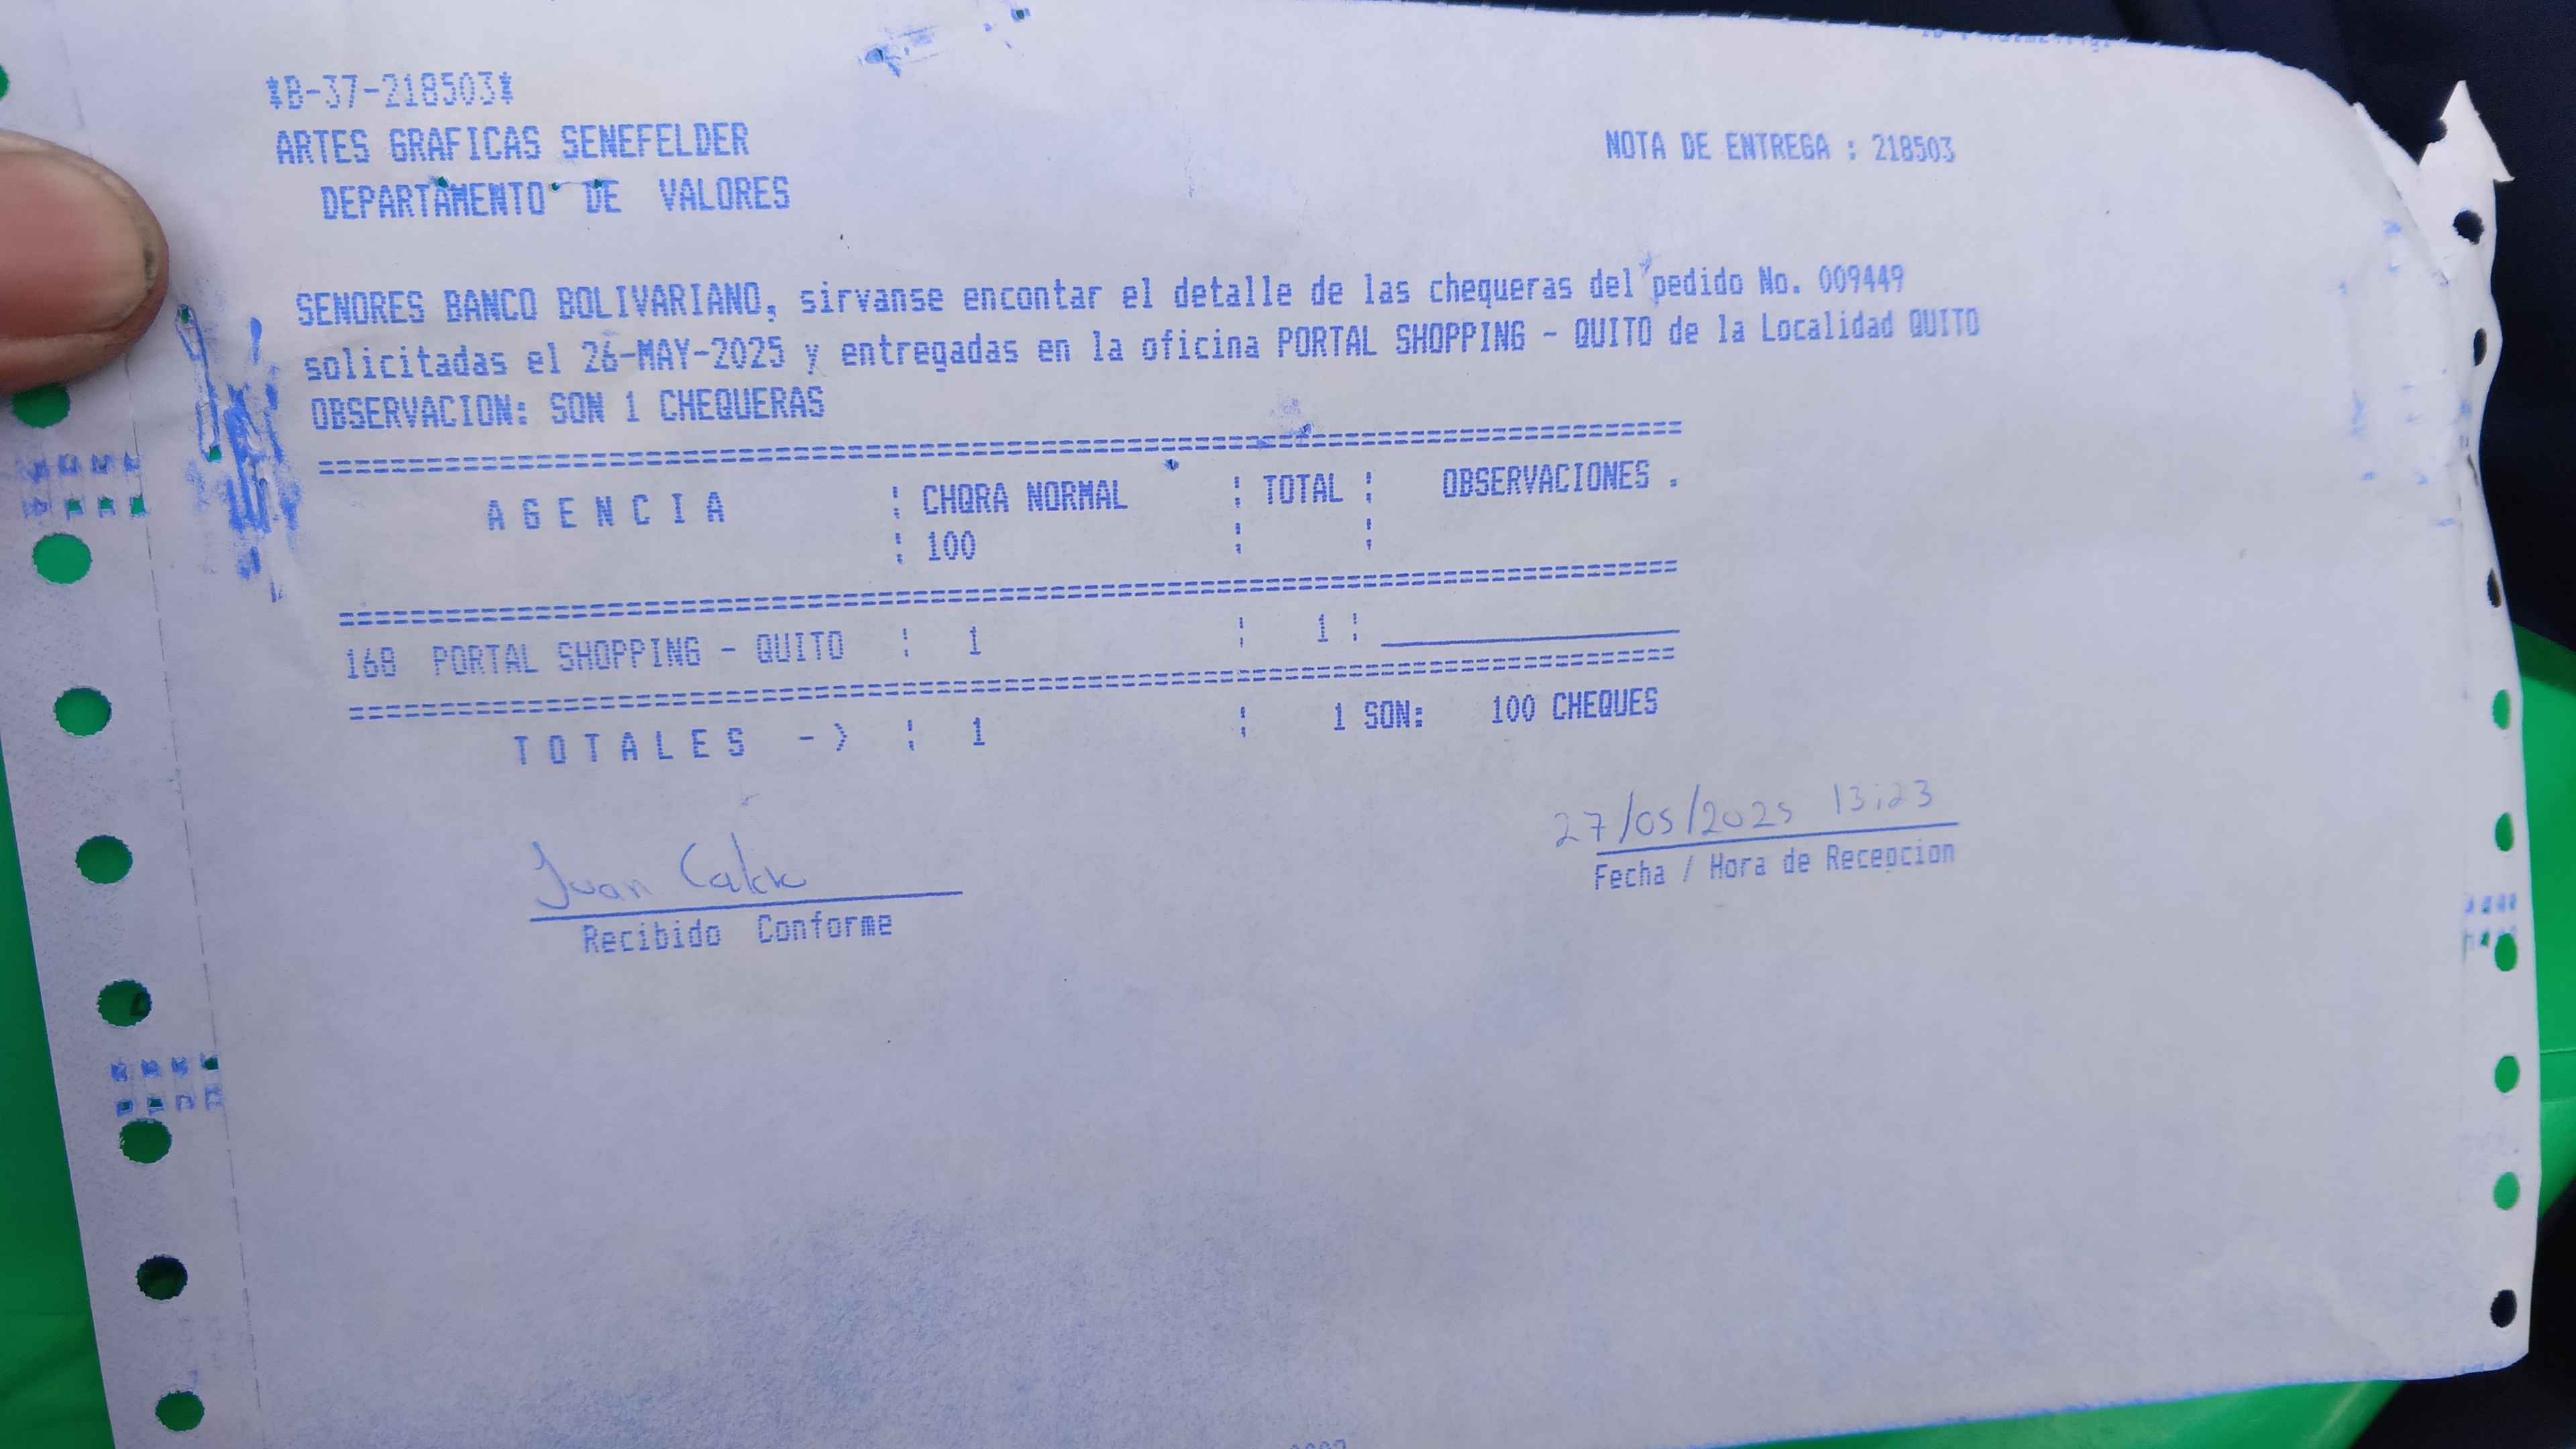 *B-37-218503*
ARTES GRAFICAS SENEFELDER
NOTA DE ENTREGA : 218503
DEPARTAMENTO DE VALORES
SENORES BANCO BOLIVARIANO, sirvanse encontar el detalle de las chequeras del pedido No. 009449
solicitadas el 26-MAY-2025 y entregadas en la oficina PORTAL SHOPPING - QUITO de la Localidad QUITO
OBSERVACION: SON 1 CHEQUERAS
A G E N C I A : CHQRA NORMAL : TOTAL : OBSERVACIONES .
: 100 : :
168 PORTAL SHOPPING - QUITO : 1 : 1 :
T O T A L E S -> : 1 : 1 SON: 100 CHEQUES
27/05/2025 13:23
Juan
Fecha / Hora de Recepcion
Recibido Conforme